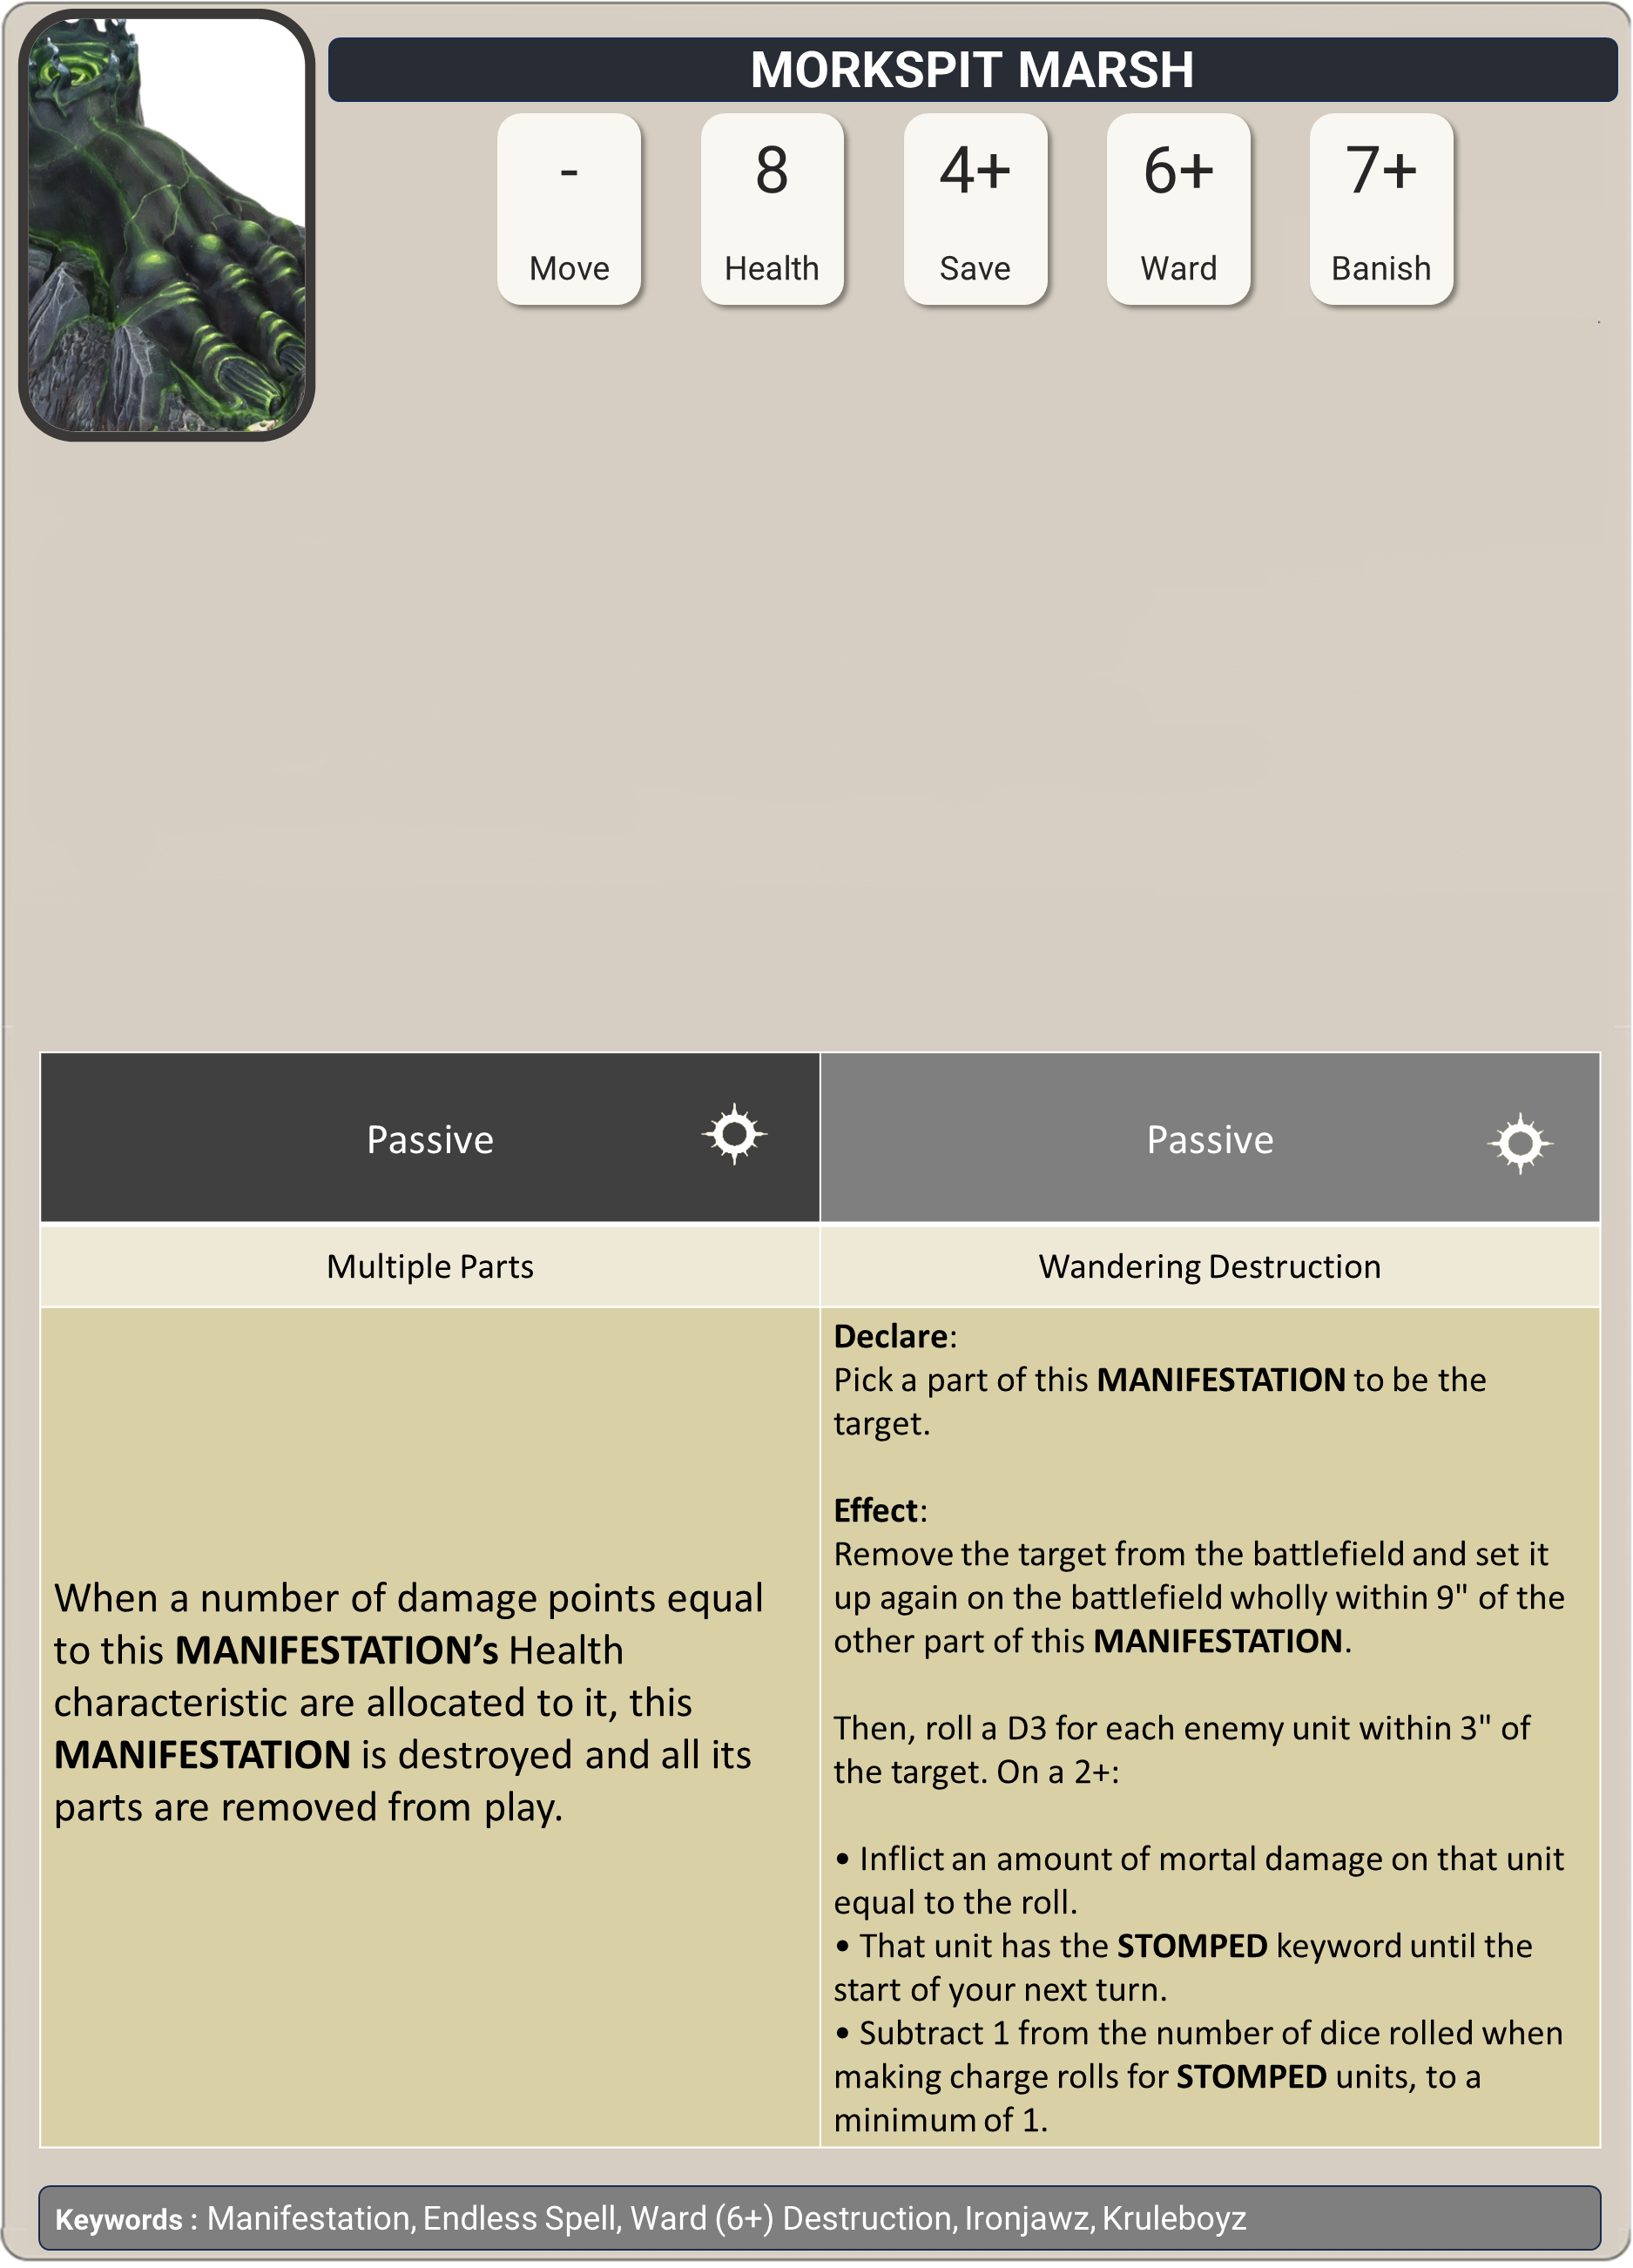 MORKSPIT MARSH
-
Move
8
Health
4+
Save
6+
Ward
7+
Banish
Passive
Multiple Parts
When a number of damage points equal
to this MANIFESTATION’s Health
characteristic are allocated to it, this
MANIFESTATION is destroyed and all its
parts are removed from play.
Passive
Wandering Destruction
Declare:
Pick a part of this MANIFESTATION to be the
target.
Effect:
Remove the target from the battlefield and set it
up again on the battlefield wholly within 9" of the
other part of this MANIFESTATION.
Then, roll a D3 for each enemy unit within 3" of
the target. On a 2+:
• Inflict an amount of mortal damage on that unit
equal to the roll.
• That unit has the STOMPED keyword until the
start of your next turn.
• Subtract 1 from the number of dice rolled when
making charge rolls for STOMPED units, to a
minimum of 1.
Keywords : Manifestation, Endless Spell, Ward (6+) Destruction, Ironjawz, Kruleboyz